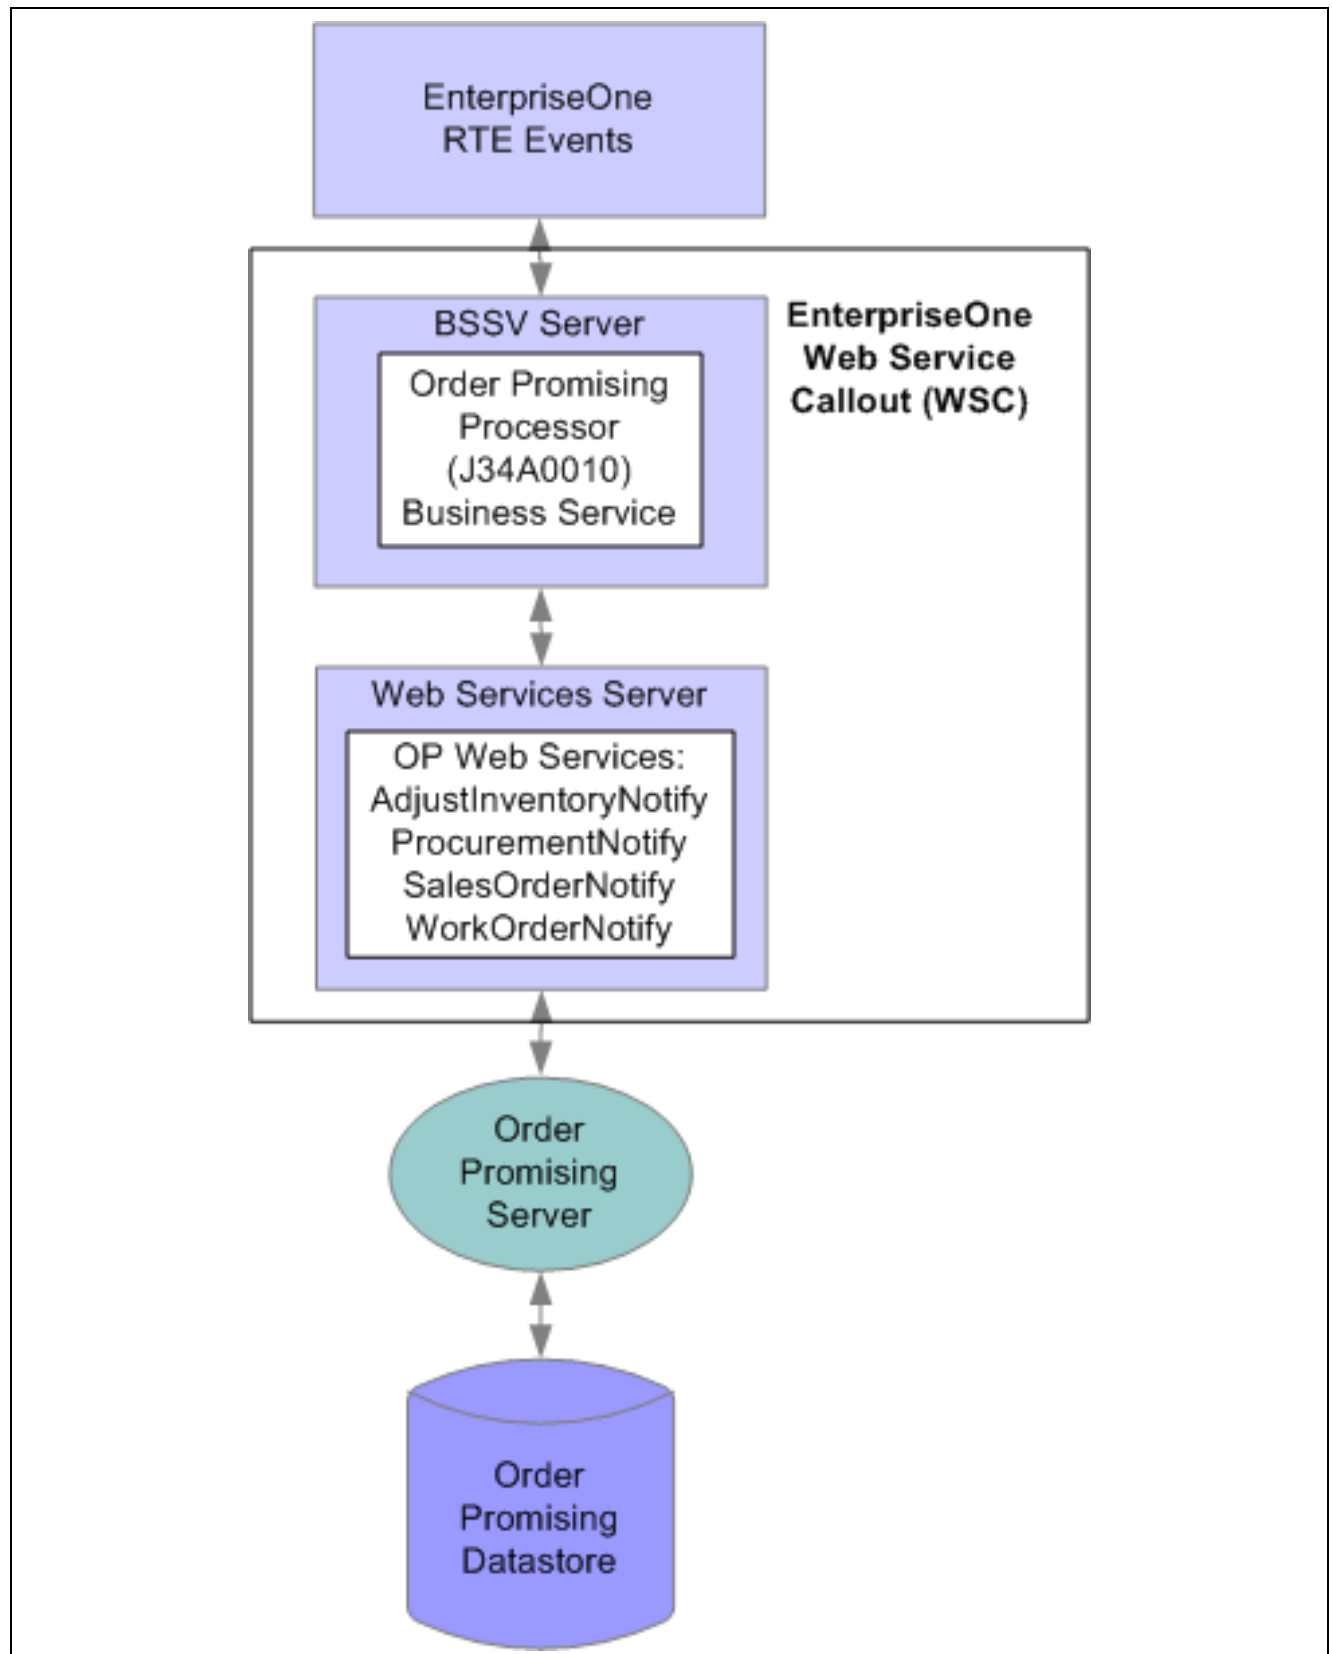 EnterpriseOne
RTE Events
BSSV Server
Order Promising
Processor
(J34A0010)
Business Service
EnterpriseOne
Web Service
Callout (WSC)
Web Services Server
OP Web Services:
AdjustInventoryNotify
ProcurementNotify
SalesOrderNotify
WorkOrderNotify
Order
Promising
Server
Order
Promising
Datastore